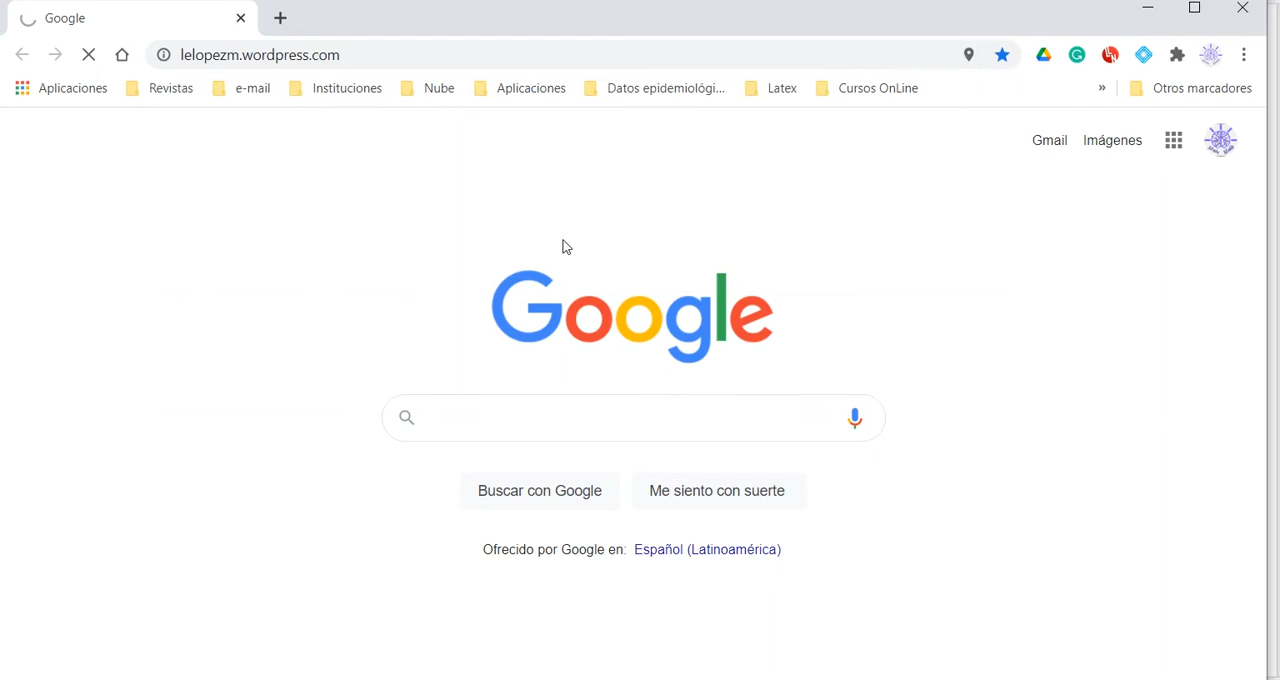 Google
lelopezm.wordpress.com
Aplicaciones Revistas e-mail Instituciones Nube Aplicaciones Datos epidemiológi... Latex Cursos OnLine » Otros marcadores
Gmail Imágenes
Google
Buscar con Google Me siento con suerte
Ofrecido por Google en: Español (Latinoamérica)